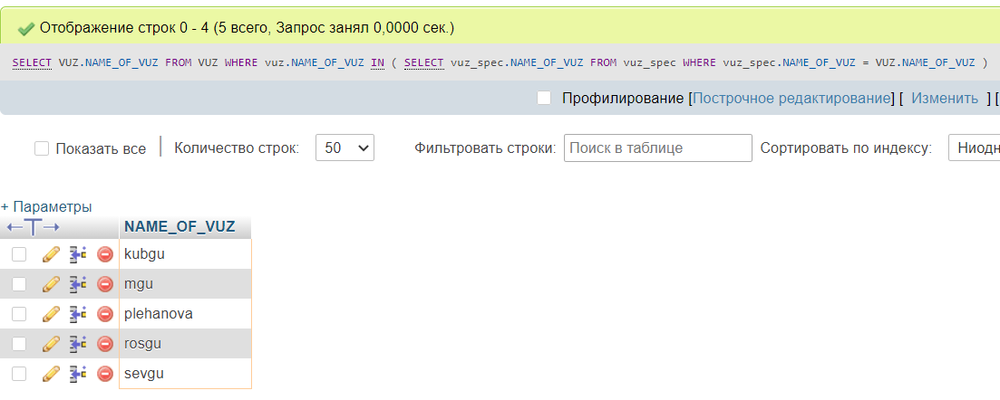 Отображение строк 0 - 4 (5 всего, Запрос занял 0,0000 сек.)
SELECT VUZ.NAME_OF_VUZ FROM VUZ WHERE vuz.NAME_OF_VUZ IN ( SELECT vuz_spec.NAME_OF_VUZ FROM vuz_spec WHERE vuz_spec.NAME_OF_VUZ = VUZ.NAME_OF_VUZ )
Профилирование [Построчное редактирование] [ Изменить ] [
Показать все | Количество строк: 50 Фильтровать строки: Поиск в таблице Сортировать по индексу: Ниодн
+ Параметры
←T→ NAME_OF_VUZ
kubgu
mgu
plehanova
rosgu
sevgu